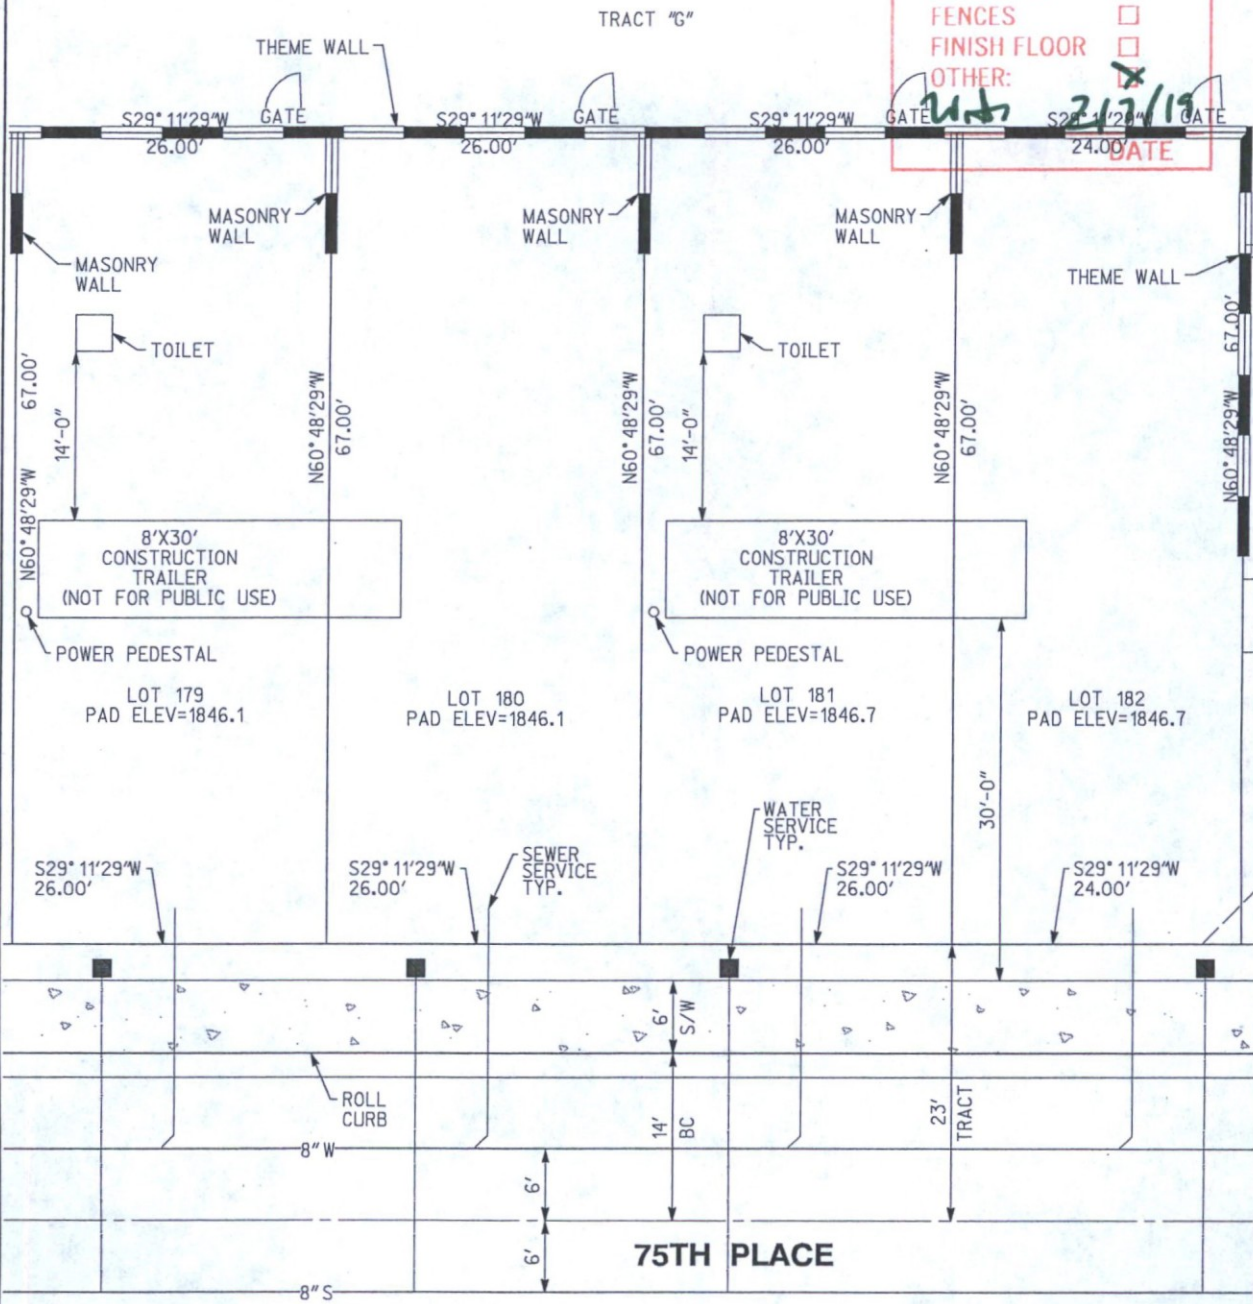 TRACT "G"
FENCES
FINISH FLOOR
OTHER:
2/7/19
DATE
THEME WALL
GATE
GATE
GATE
GATE
S29°11'29"W
26.00'
S29°11'29"W
26.00'
S29°11'29"W
26.00'
S29°11'29"W
24.00'
MASONRY
WALL
MASONRY
WALL
MASONRY
WALL
MASONRY
WALL
THEME WALL
TOILET
TOILET
N60°48'29"W 67.00'
14'-0"
N60°48'29"W
67.00'
N60°48'29"W
67.00'
14'-0"
N60°48'29"W
67.00'
N60°48'29"W 67.00'
8'X30'
CONSTRUCTION
TRAILER
(NOT FOR PUBLIC USE)
8'X30'
CONSTRUCTION
TRAILER
(NOT FOR PUBLIC USE)
POWER PEDESTAL
POWER PEDESTAL
LOT 179
PAD ELEV=1846.1
LOT 180
PAD ELEV=1846.1
LOT 181
PAD ELEV=1846.7
LOT 182
PAD ELEV=1846.7
30'-0"
WATER
SERVICE
TYP.
SEWER
SERVICE
TYP.
S29°11'29"W
26.00'
S29°11'29"W
26.00'
S29°11'29"W
26.00'
S29°11'29"W
24.00'
6'
S/W
ROLL
CURB
14'
BC
23'
TRACT
8"W
6'
6'
75TH PLACE
8"S